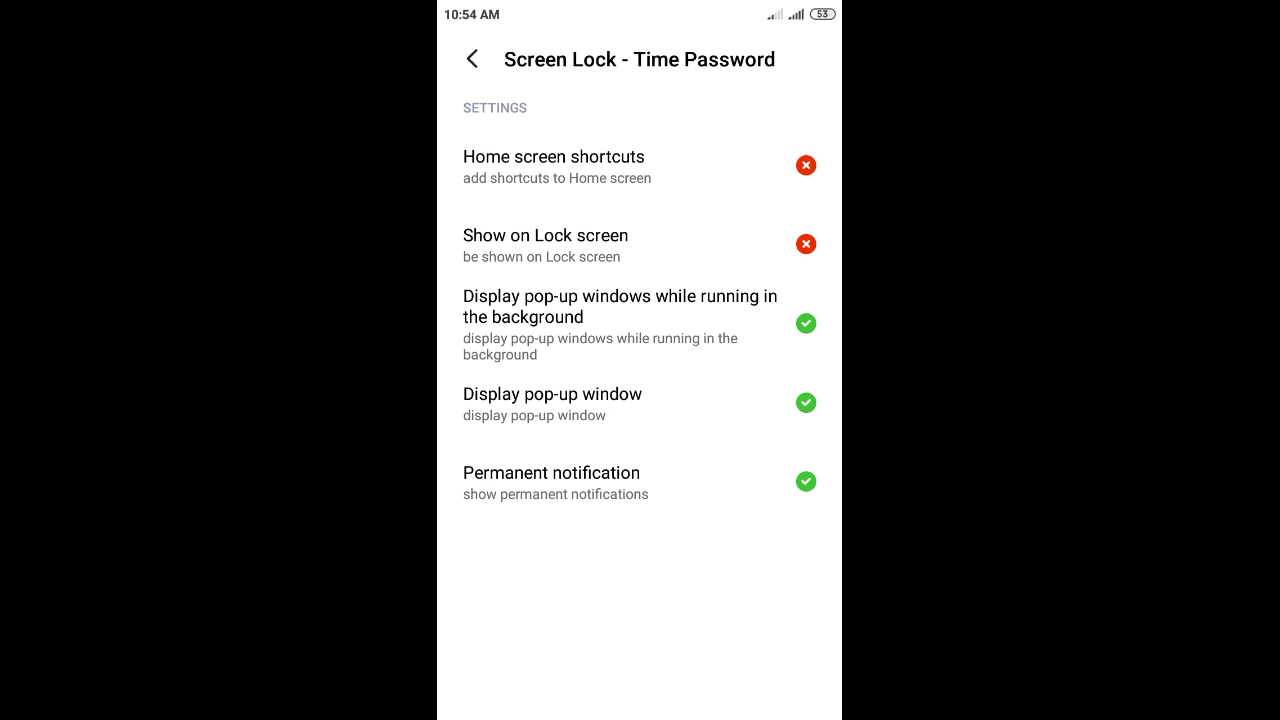 10:54 AM
53
Screen Lock - Time Password
SETTINGS
Home screen shortcuts
add shortcuts to Home screen
Show on Lock screen
be shown on Lock screen
Display pop-up windows while running in
the background
display pop-up windows while running in the
background
Display pop-up window
display pop-up window
Permanent notification
show permanent notifications